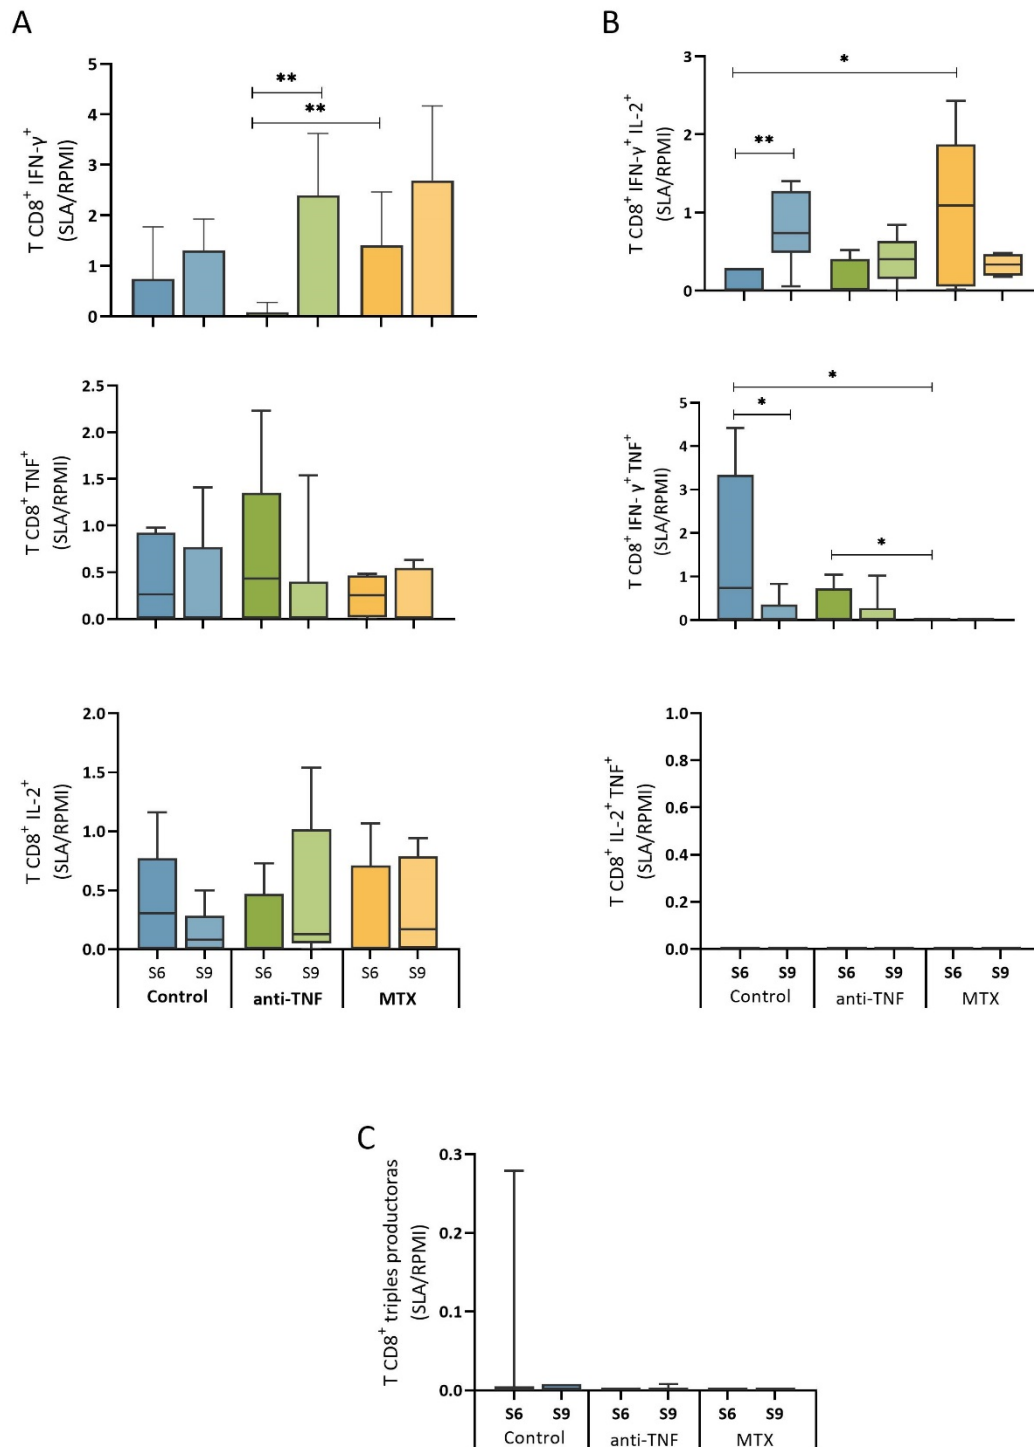 A
T CD8⁺ IFN-γ⁺
(SLA/RPMI)
5
4
3
2
1
0
**
**
T CD8⁺ TNF⁺
(SLA/RPMI)
2.5
2.0
1.5
1.0
0.5
0.0
T CD8⁺ IL-2⁺
(SLA/RPMI)
2.0
1.5
1.0
0.5
0.0
S6 S9 S6 S9 S6 S9
Control anti-TNF MTX
B
T CD8⁺ IFN-γ⁺ IL-2⁺
(SLA/RPMI)
3
2
1
0
*
**
T CD8⁺ IFN- γ⁺ TNF⁺
(SLA/RPMI)
5
4
3
2
1
0
*
*
*
T CD8⁺ IL-2⁺ TNF⁺
(SLA/RPMI)
1.0
0.8
0.6
0.4
0.2
0.0
S6 S9 S6 S9 S6 S9
Control anti-TNF MTX
C
T CD8⁺ triples productoras
(SLA/RPMI)
0.3
0.2
0.1
0.0
S6 S9 S6 S9 S6 S9
Control anti-TNF MTX